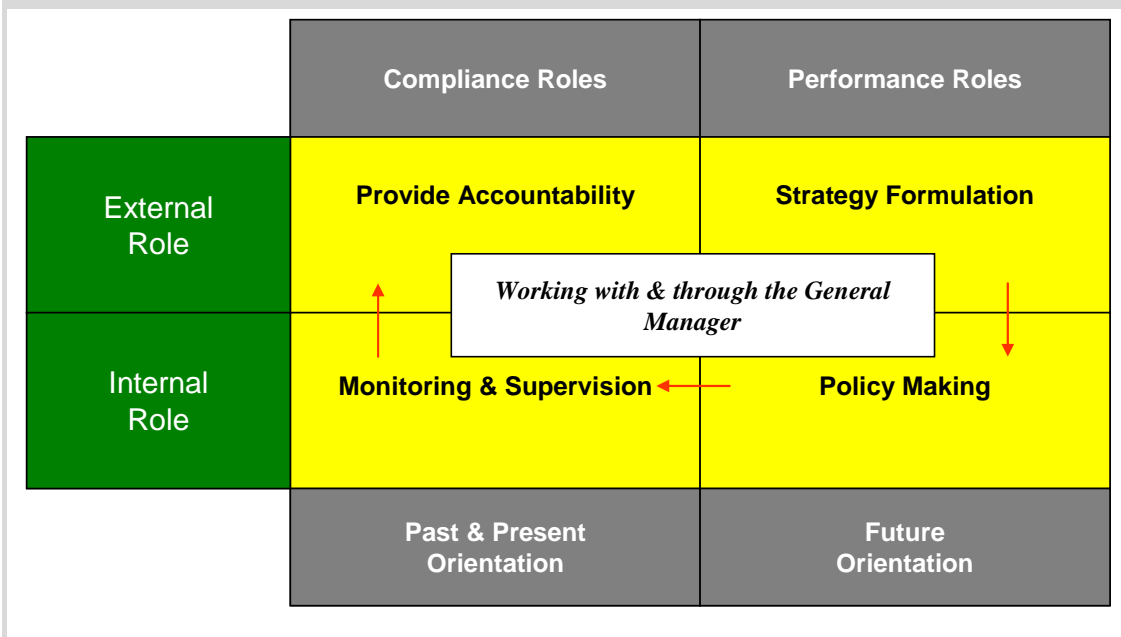 Compliance Roles
Performance Roles
External
Role
Provide Accountability
Strategy Formulation
Working with & through the General
Manager
Internal
Role
Monitoring & Supervision
Policy Making
Past & Present
Orientation
Future
Orientation